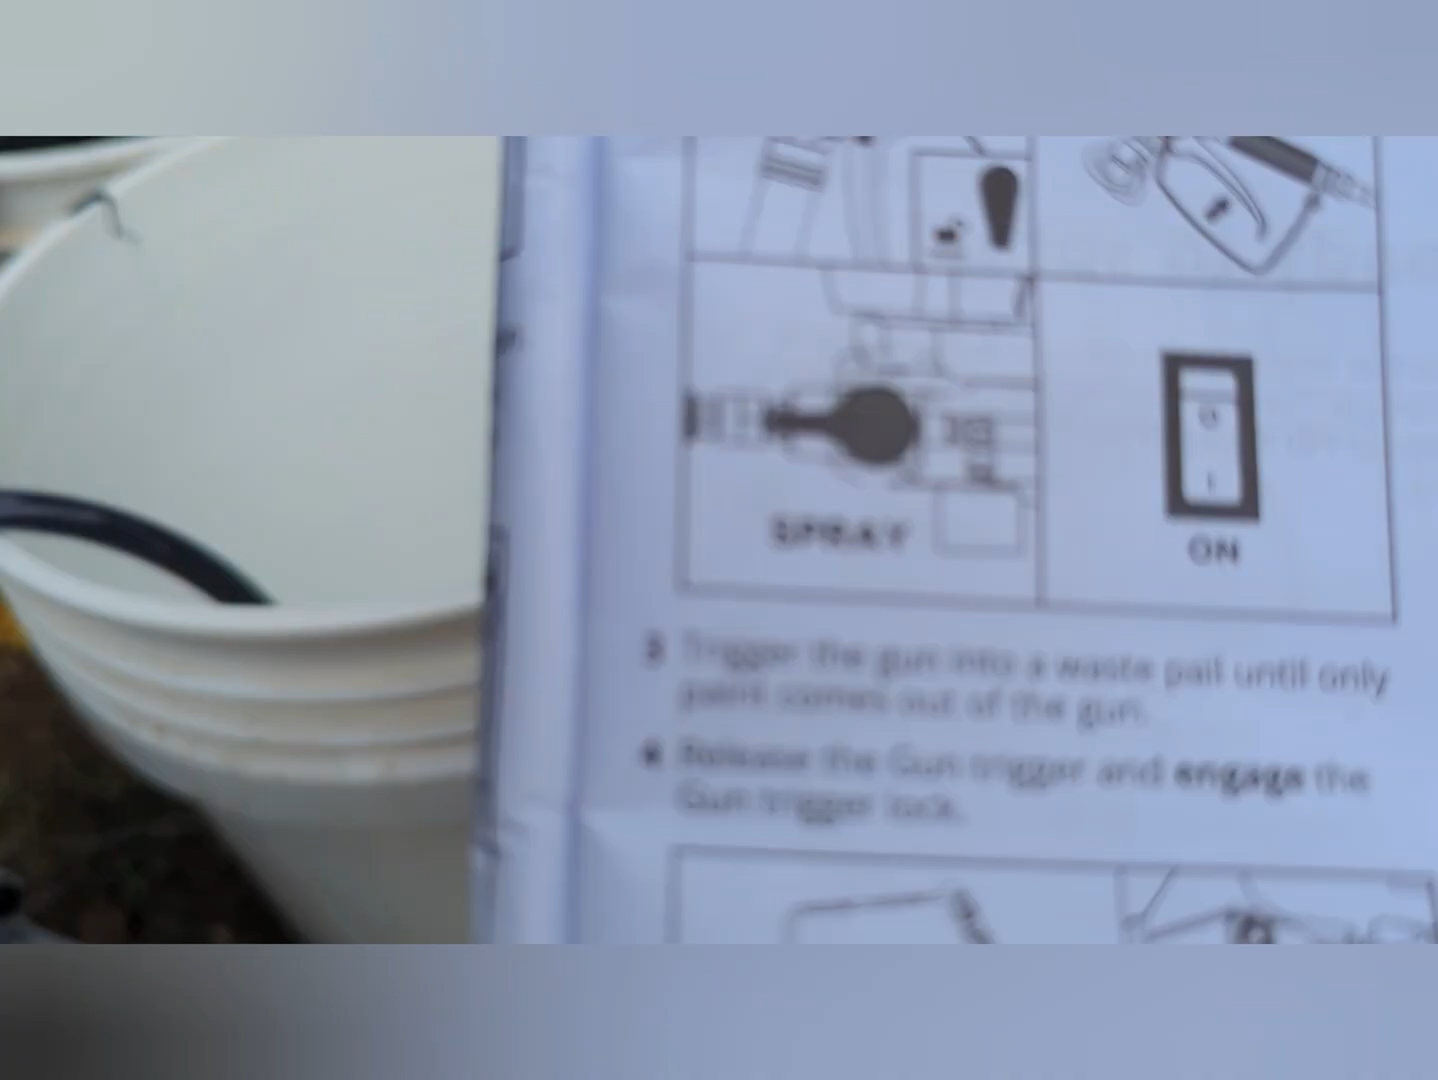 SPRAY
O
I
ON
3 Trigger the gun into a waste pail until only
paint comes out of the gun.
4 Release the Gun trigger and engage the
Gun trigger lock.